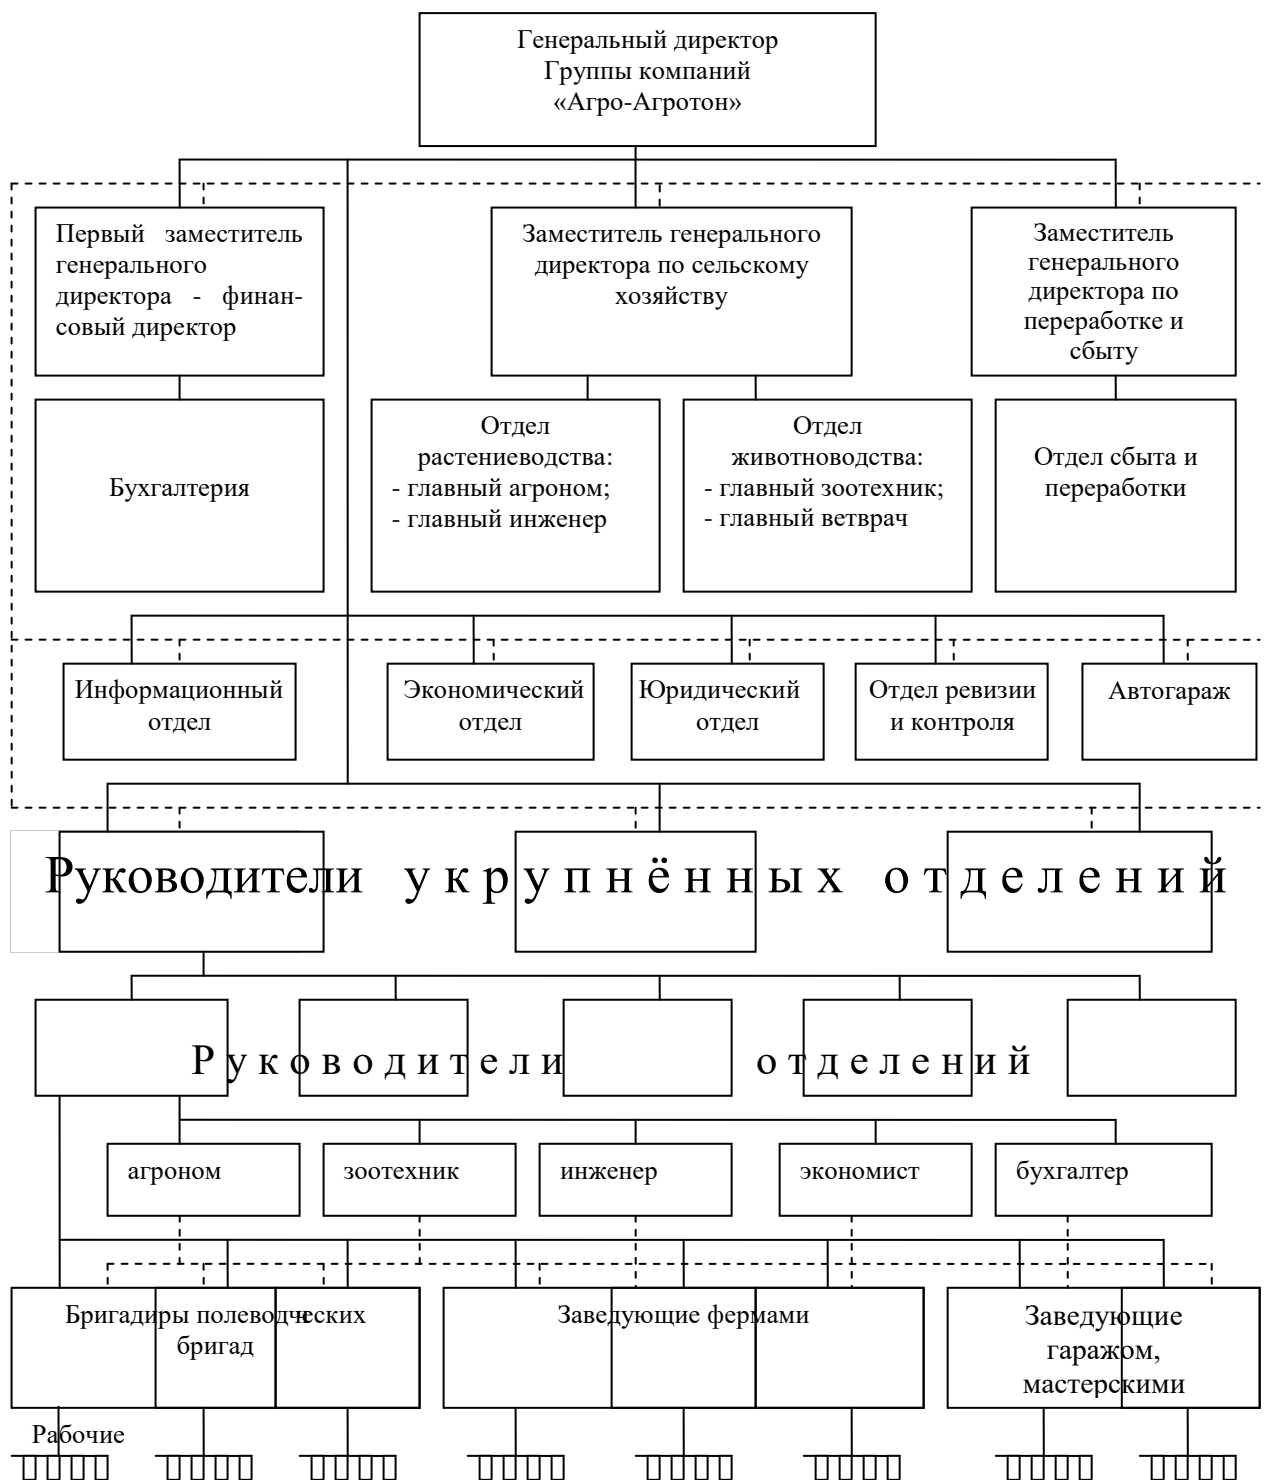 Генеральный директор
Группы компаний
«Агро-Агротон»
Первый заместитель
генерального
директора - финан-
совый директор
Заместитель генерального
директора по сельскому
хозяйству
Заместитель
генерального
директора по
переработке и
сбыту
Бухгалтерия
Отдел
растениеводства:
- главный агроном;
- главный инженер
Отдел
животноводства:
- главный зоотехник;
- главный ветврач
Отдел сбыта и
переработки
Информационный
отдел
Экономический
отдел
Юридический
отдел
Отдел ревизии
и контроля
Автогараж
Руководители укрупнённых отделений
Руководители отделений
агроном
зоотехник
инженер
экономист
бухгалтер
Бригадиры полеводческих
бригад
Заведующие фермами
Заведующие
гаражом,
мастерскими
Рабочие